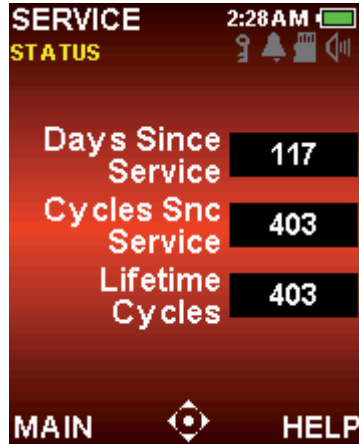 SERVICE 2:28AM
STATUS
Days Since
Service
117
Cycles Snc
Service
403
Lifetime
Cycles
403
MAIN HELP